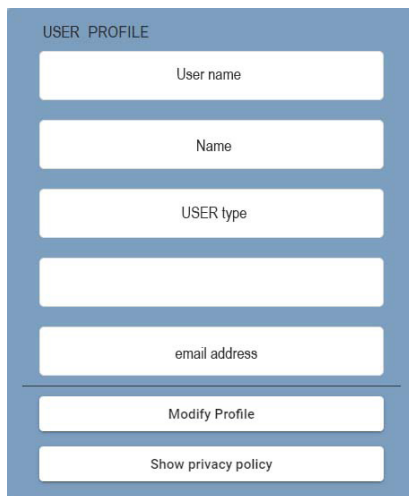 USER PROFILE
User name
Name
USER type
email address
Modify Profile
Show privacy policy